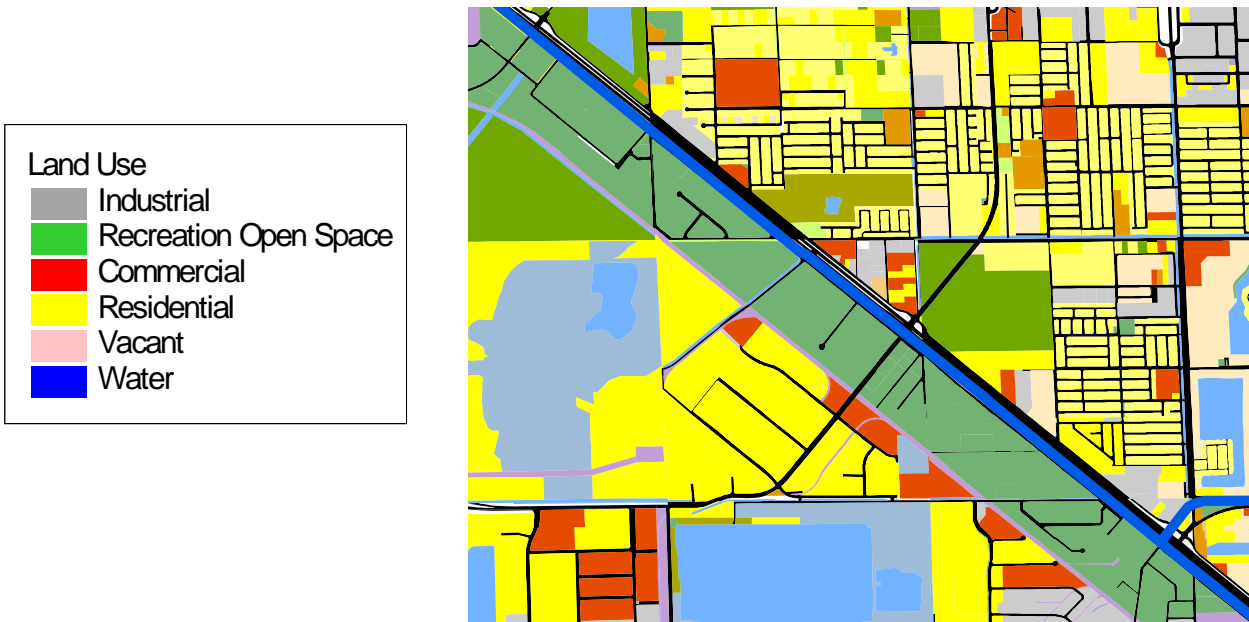 Land Use
Industrial
Recreation Open Space
Commercial
Residential
Vacant
Water